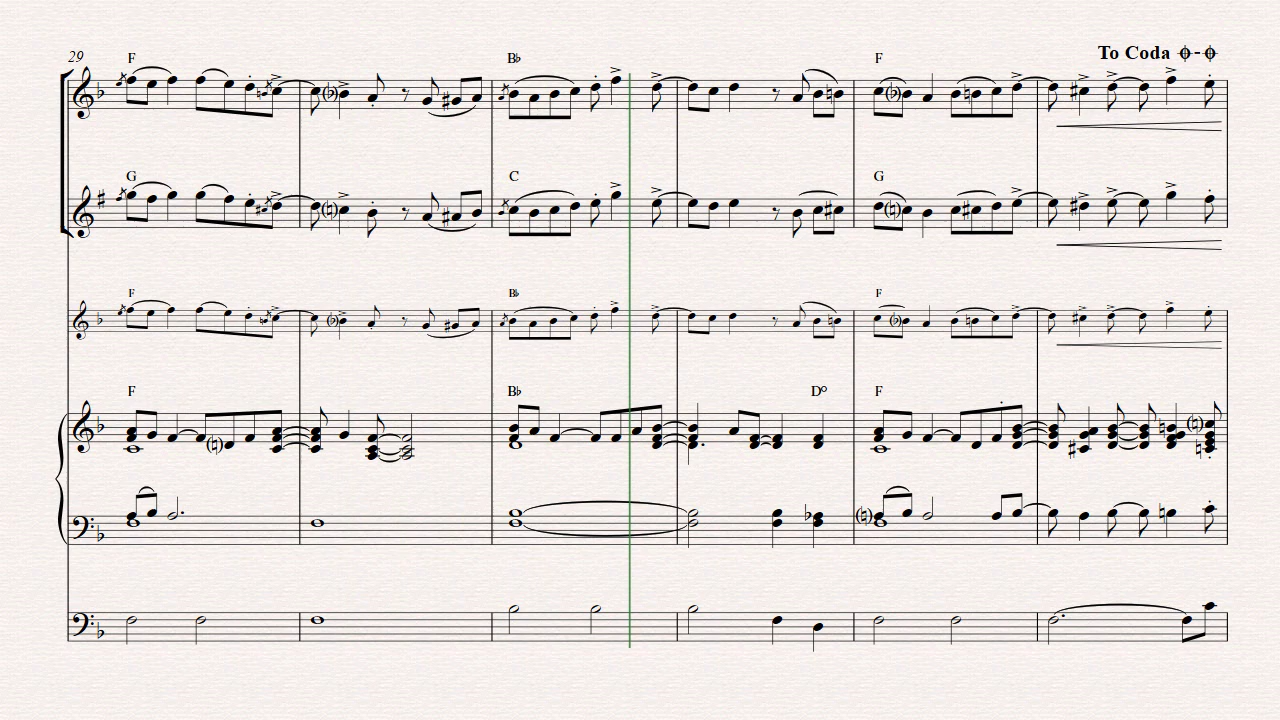 To Coda 𝄌-𝄌
29 F B♭ F
G C G
F B♭ F
F B♭ D° F